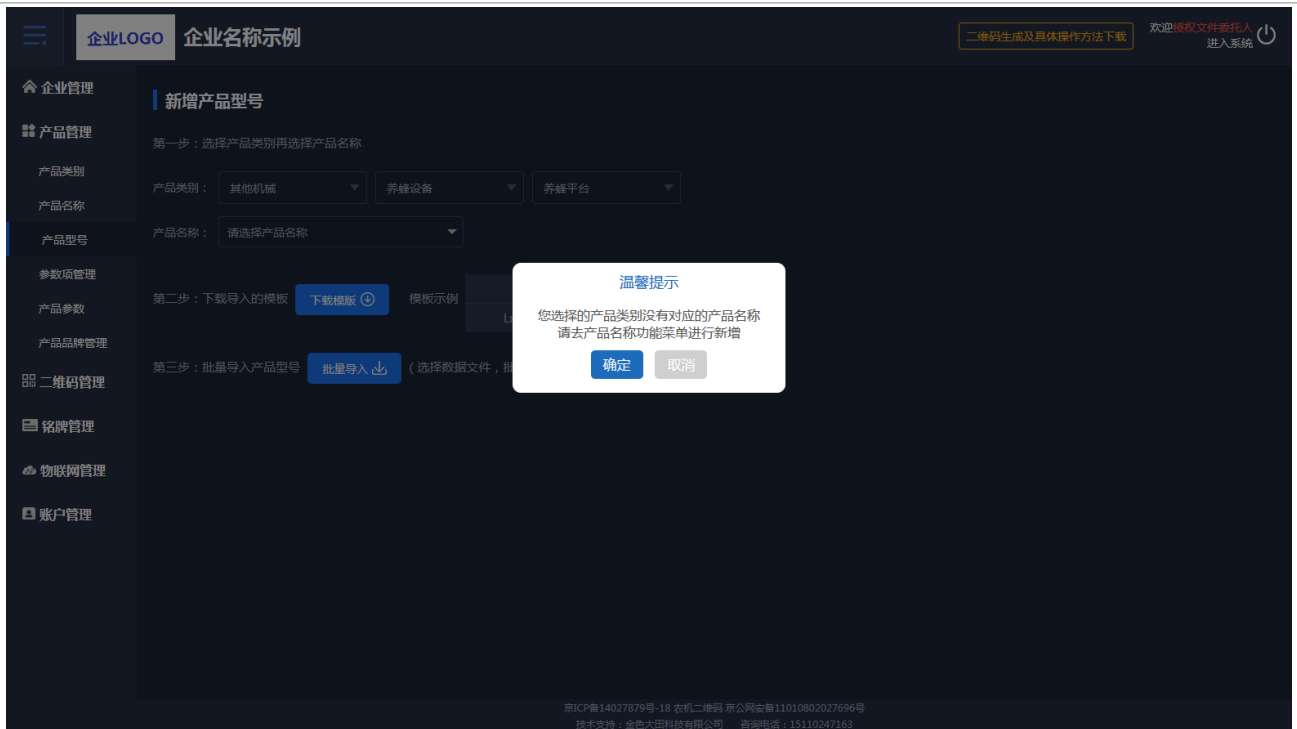 企业LOGO
企业名称示例
二维码生成及具体操作方法下载
欢迎授权文件委托人
进入系统
企业管理
产品管理
产品类别
产品名称
产品型号
参数项管理
产品参数
产品品牌管理
二维码管理
铭牌管理
物联网管理
账户管理
新增产品型号
第一步：选择产品类别再选择产品名称
产品类别： 其他机械 养蜂设备 养蜂平台
产品名称： 请选择产品名称
第二步：下载导入的模板 下载模版 模板示例
第三步：批量导入产品型号 批量导入 （选择数据文件，批
温馨提示
您选择的产品类别没有对应的产品名称
请去产品名称功能菜单进行新增
确定 取消
京ICP备14027879号-18 农机二维码 京公网安备11010802027696号
技术支持：金色大田科技有限公司 咨询电话：15110247163